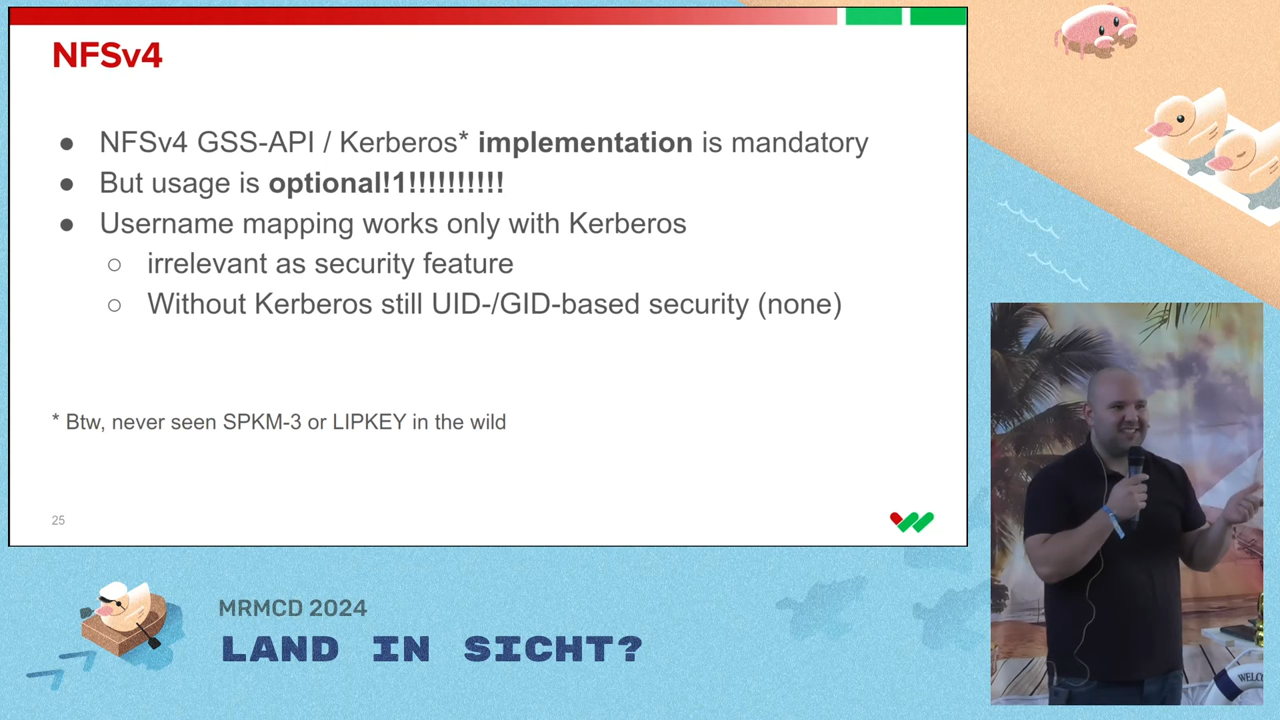 NFSv4
● NFSv4 GSS-API / Kerberos* implementation is mandatory
● But usage is optional!1!!!!!!!!!!
● Username mapping works only with Kerberos
○ irrelevant as security feature
○ Without Kerberos still UID-/GID-based security (none)
* Btw, never seen SPKM-3 or LIPKEY in the wild
25
MRMCD 2024
LAND IN SICHT?
WELC